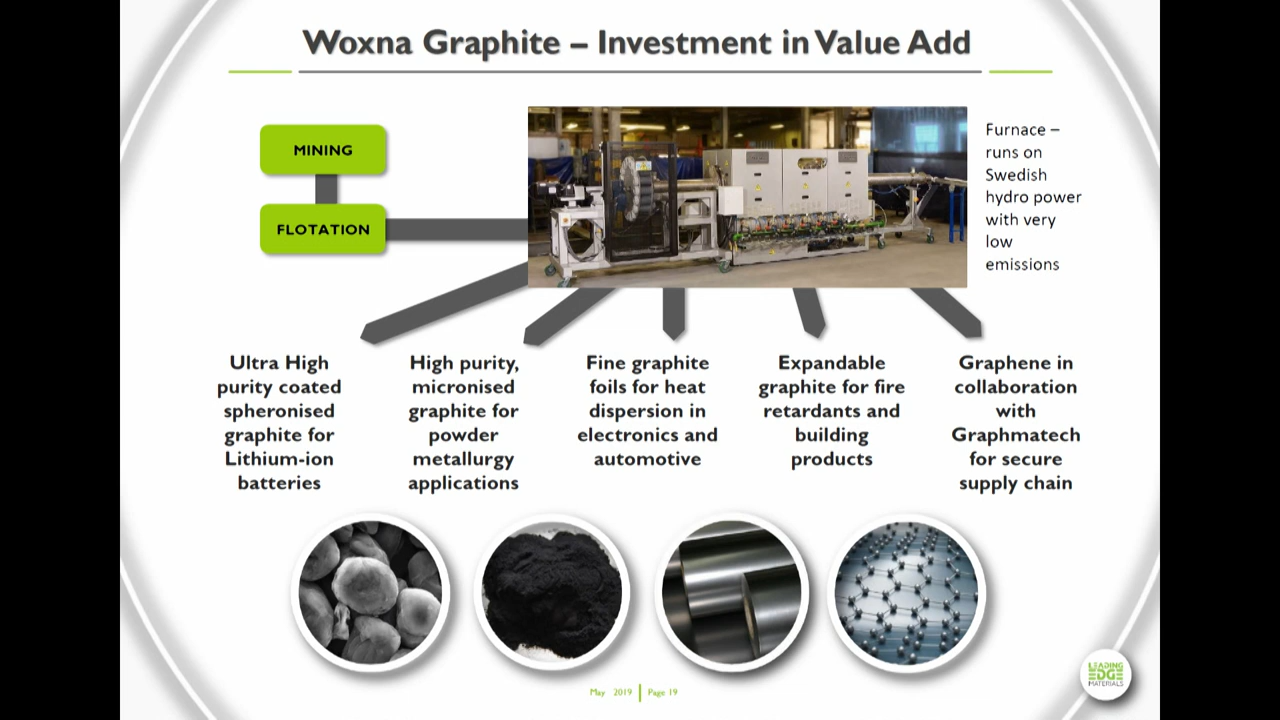 Woxna Graphite – Investment in Value Add
MINING
FLOTATION
Furnace –
runs on
Swedish
hydro power
with very
low
emissions
Ultra High
purity coated
spheronised
graphite for
Lithium-ion
batteries
High purity,
micronised
graphite for
powder
metallurgy
applications
Fine graphite
foils for heat
dispersion in
electronics and
automotive
Expandable
graphite for fire
retardants and
building
products
Graphene in
collaboration
with
Graphmatech
for secure
supply chain
May 2019 | Page 19
LEADING
EDGE
MATERIALS